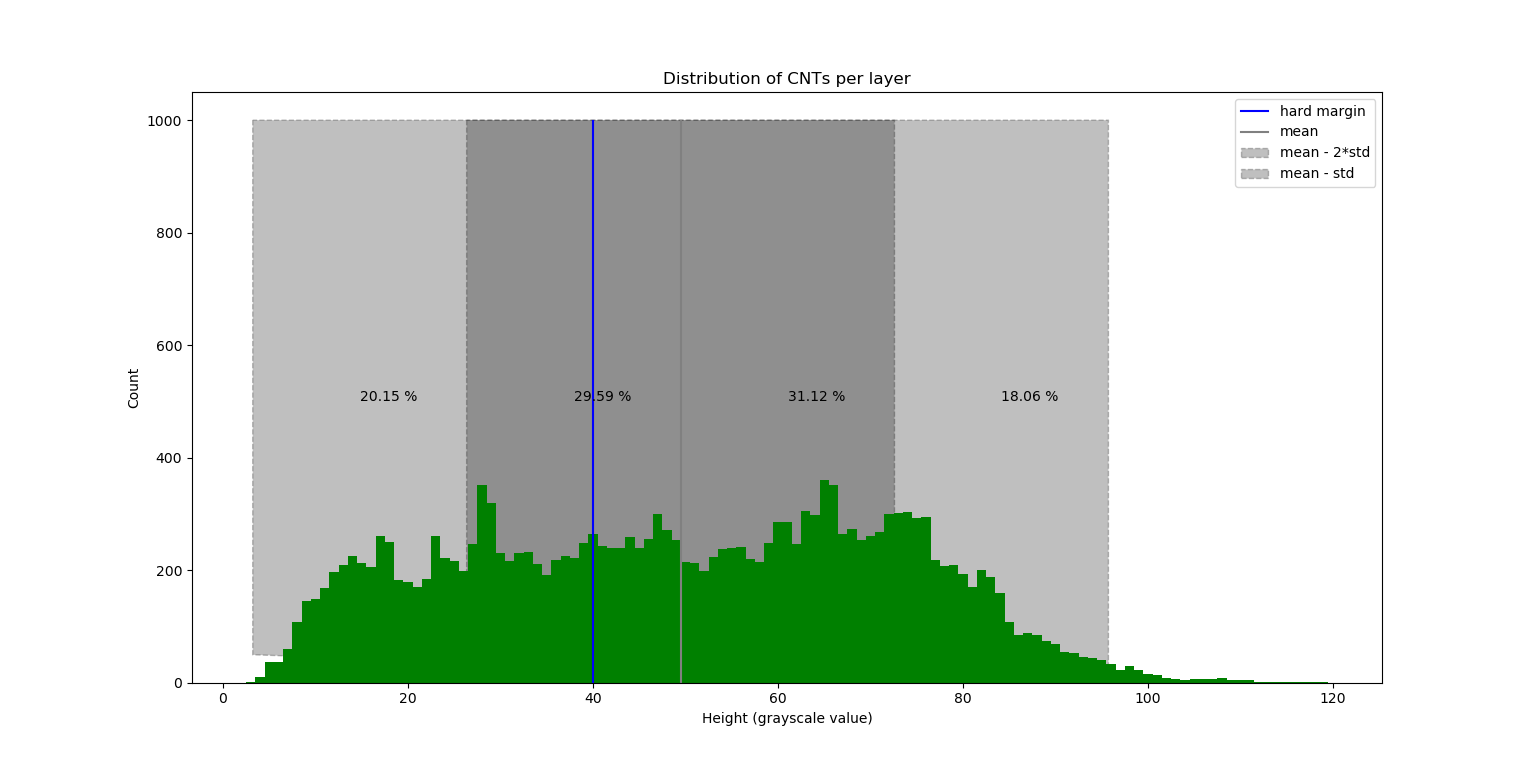 Distribution of CNTs per layer
hard margin
mean
mean - 2*std
mean - std
1000
800
600
400
200
0
Count
20.15 %
29.59 %
31.12 %
18.06 %
0
20
40
60
80
100
120
Height (grayscale value)